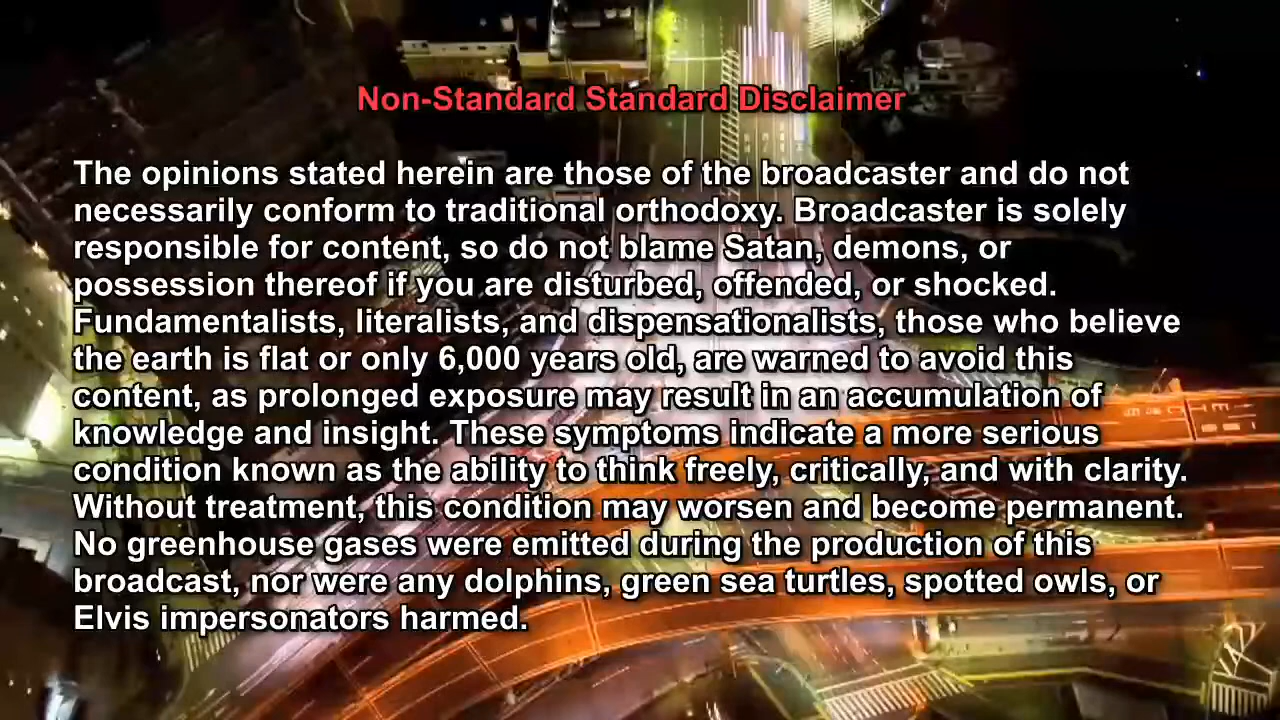 Non-Standard Standard Disclaimer
The opinions stated herein are those of the broadcaster and do not
necessarily conform to traditional orthodoxy. Broadcaster is solely
responsible for content, so do not blame Satan, demons, or
possession thereof if you are disturbed, offended, or shocked.
Fundamentalists, literalists, and dispensationalists, those who believe
the earth is flat or only 6,000 years old, are warned to avoid this
content, as prolonged exposure may result in an accumulation of
knowledge and insight. These symptoms indicate a more serious
condition known as the ability to think freely, critically, and with clarity.
Without treatment, this condition may worsen and become permanent.
No greenhouse gases were emitted during the production of this
broadcast, nor were any dolphins, green sea turtles, spotted owls, or
Elvis impersonators harmed.